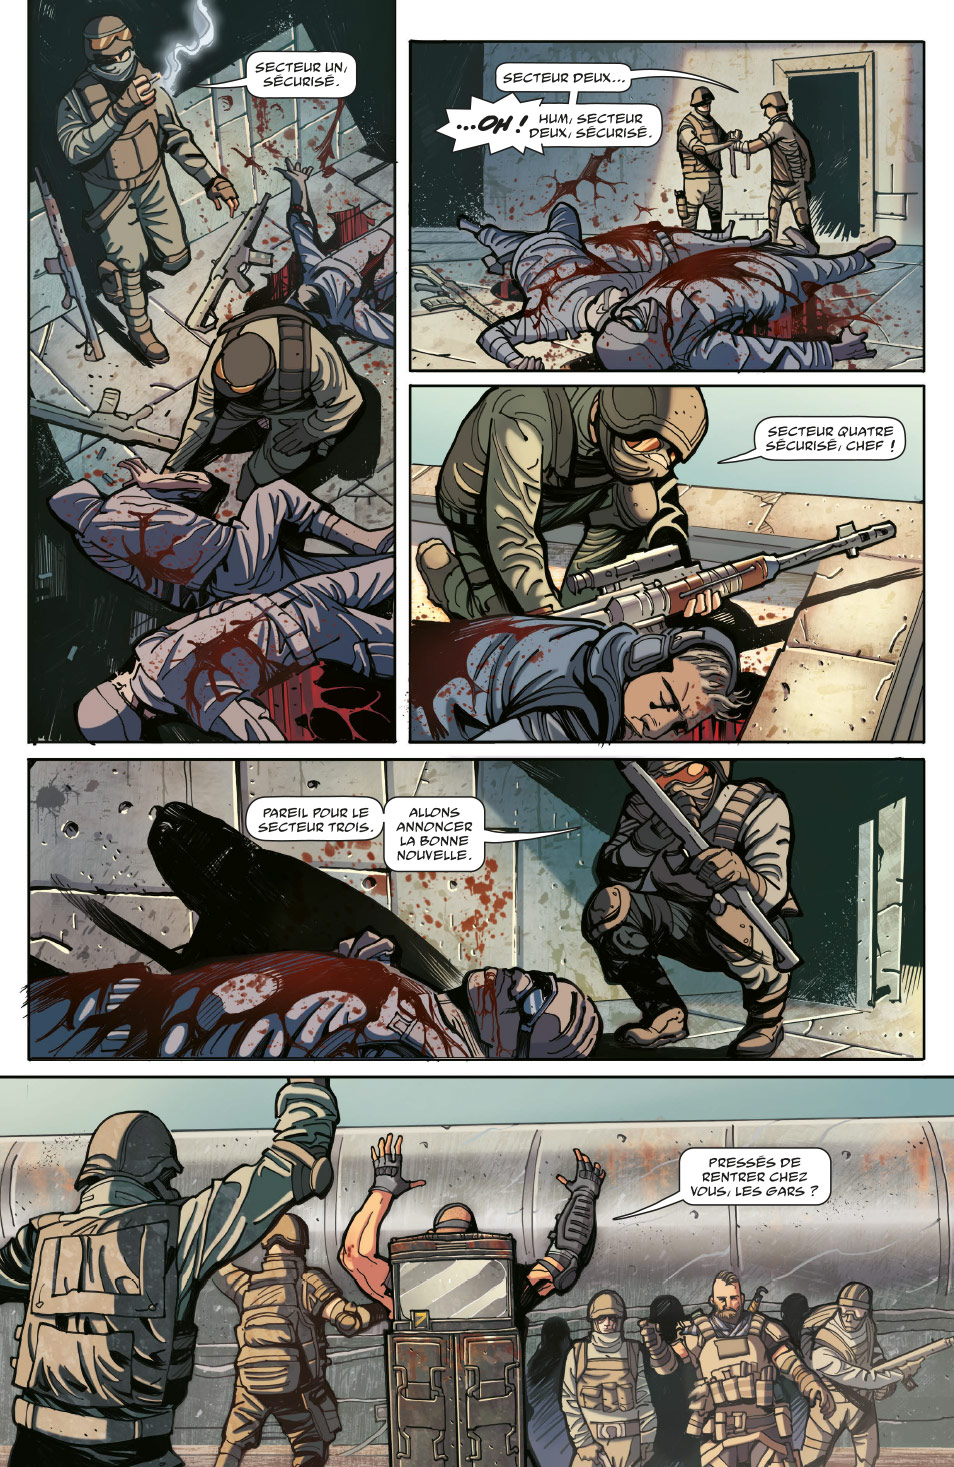 SECTEUR UN,
SÉCURISÉ.
SECTEUR DEUX...
...OH !
HUM, SECTEUR
DEUX, SÉCURISÉ.
SECTEUR QUATRE
SÉCURISÉ, CHEF !
PAREIL POUR LE
SECTEUR TROIS.
ALLONS
ANNONCER
LA BONNE
NOUVELLE.
PRESSÉS DE
RENTRER CHEZ
VOUS, LES GARS ?